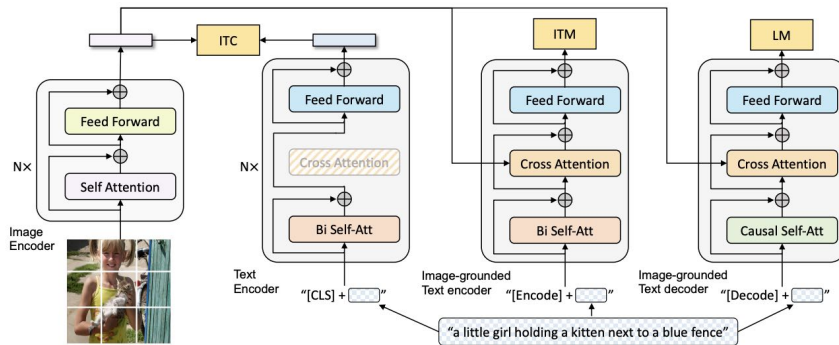 ITC
ITM
LM
Feed Forward
Self Attention
N×
Image
Encoder
Feed Forward
Cross Attention
Bi Self-Att
N×
Text
Encoder
"[CLS] + "
Feed Forward
Cross Attention
Bi Self-Att
Image-grounded
Text encoder
"[Encode] + "
Feed Forward
Cross Attention
Causal Self-Att
Image-grounded
Text decoder
"[Decode] + "
"a little girl holding a kitten next to a blue fence"